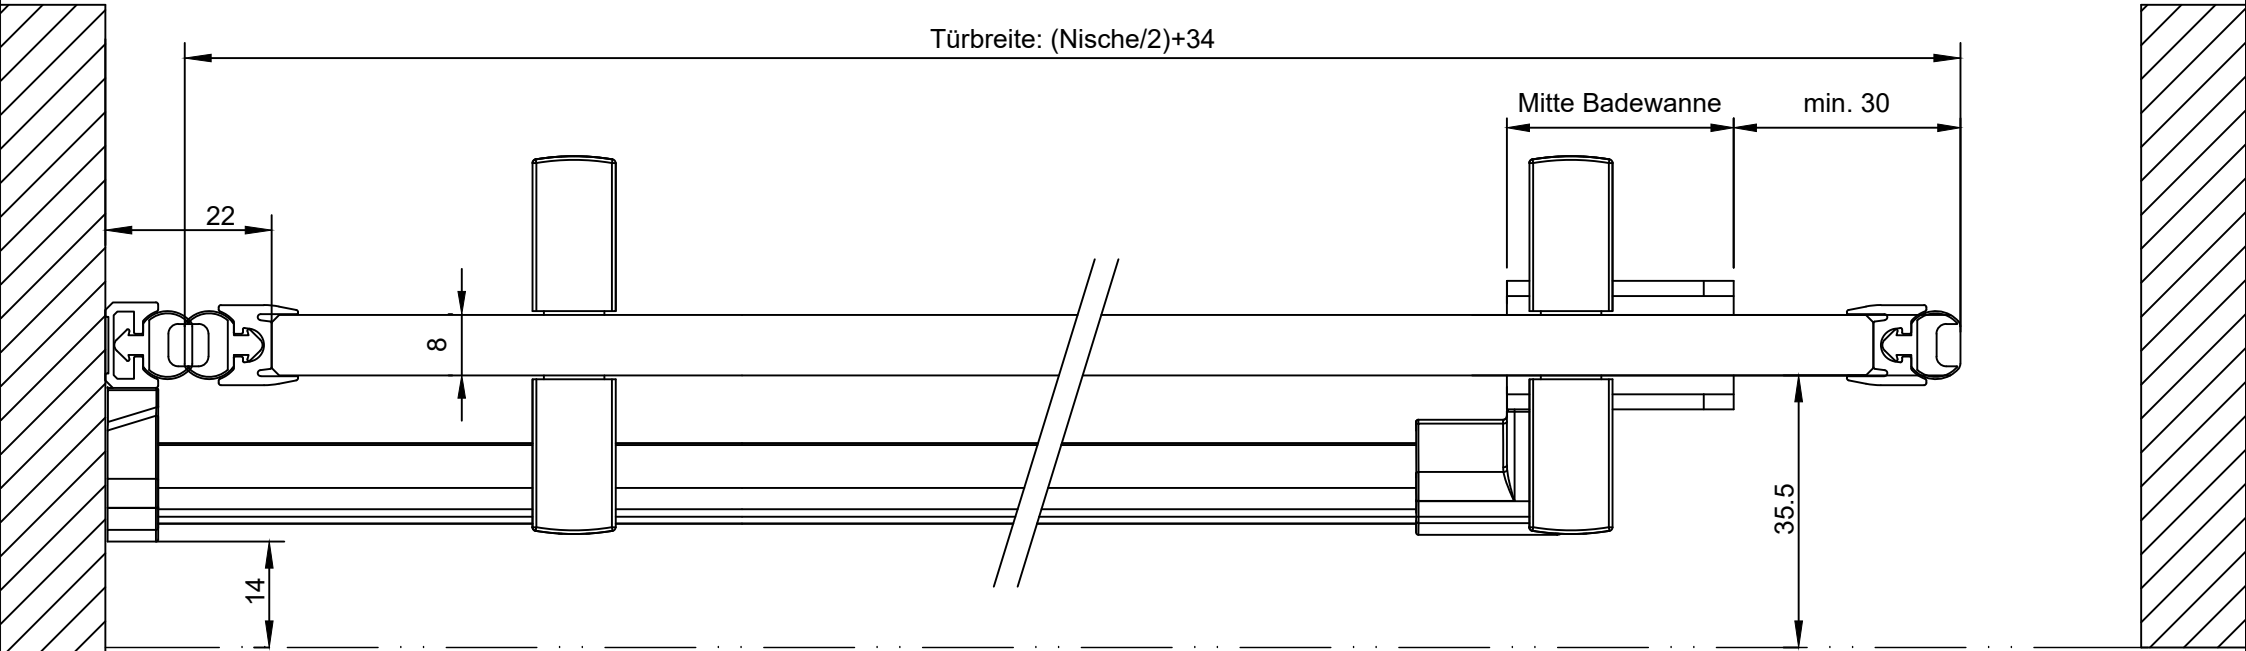 Türbreite: (Nische/2)+34
Mitte Badewanne
min. 30
22
8
35.5
14